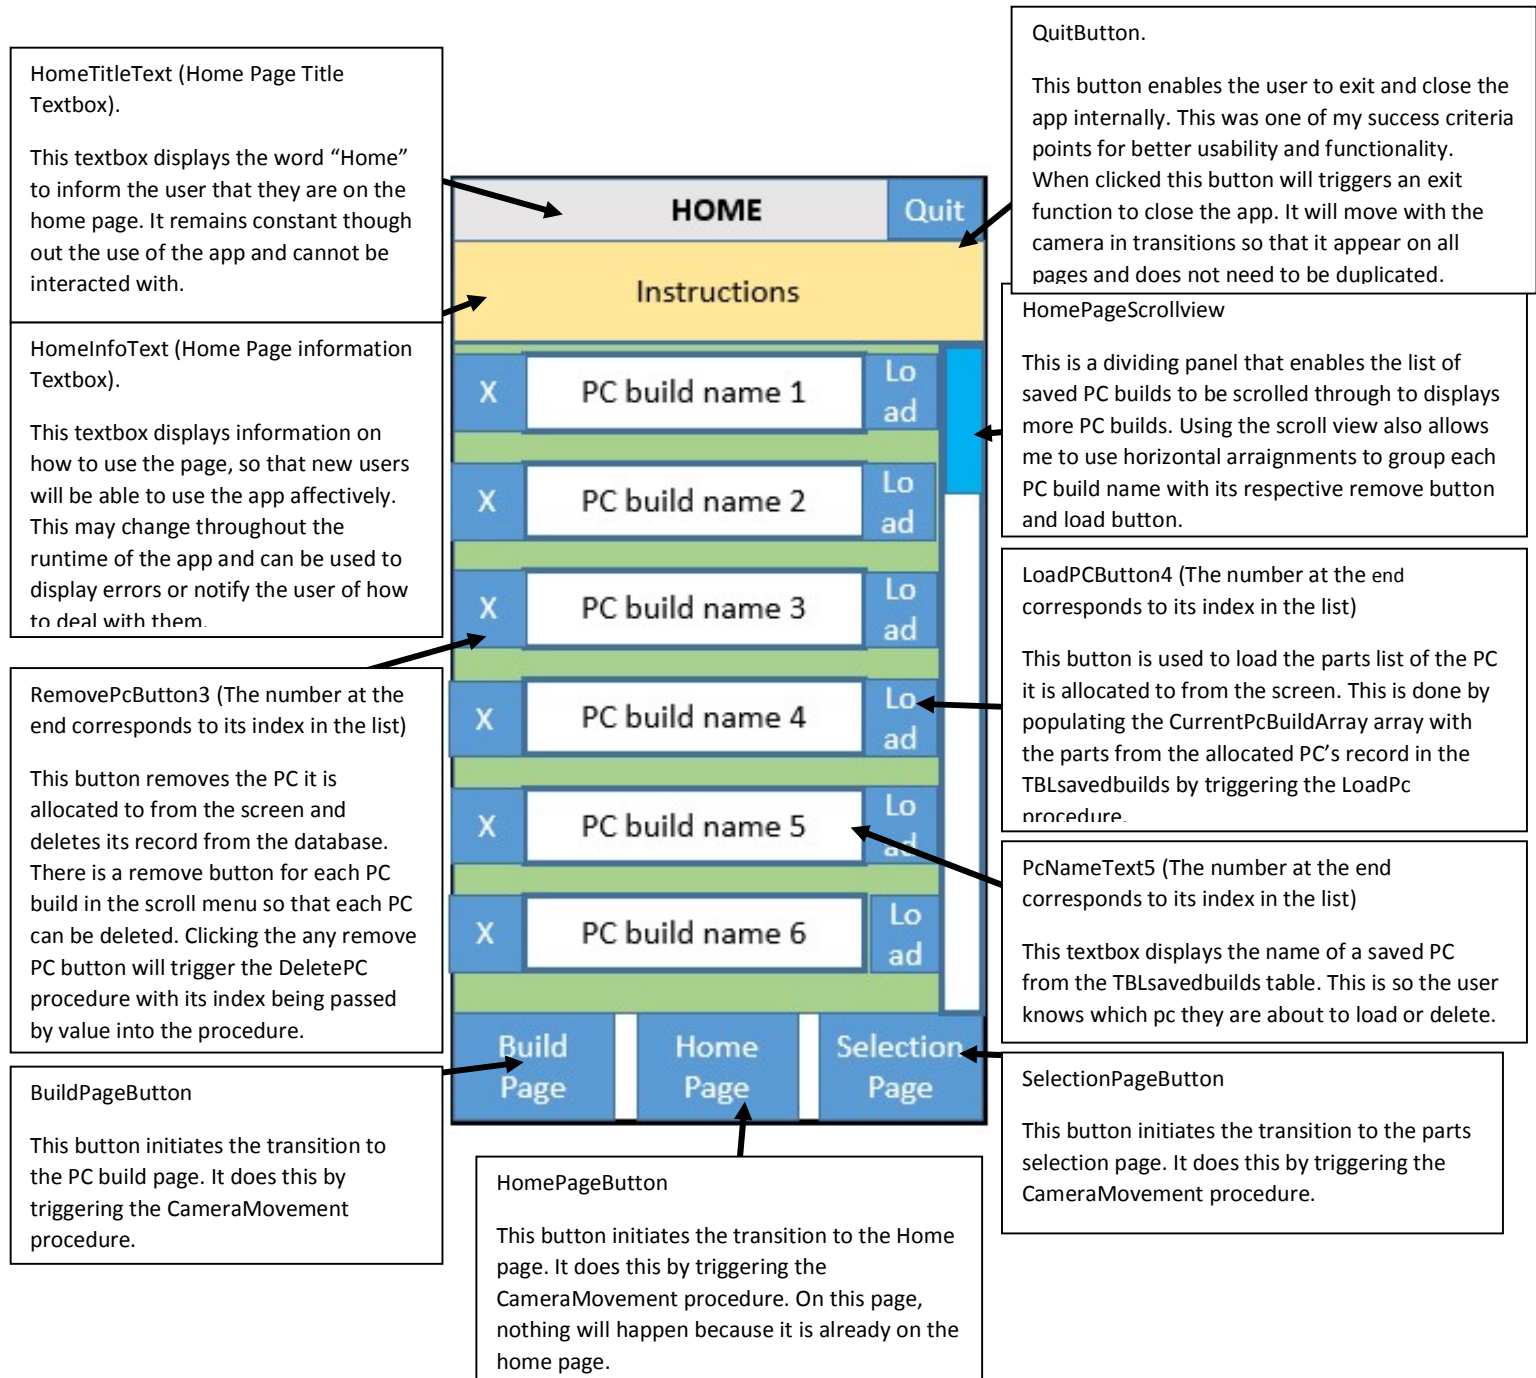 HomeTitleText (Home Page Title
Textbox).
This textbox displays the word “Home”
to inform the user that they are on the
home page. It remains constant though
out the use of the app and cannot be
interacted with.
HomeInfoText (Home Page information
Textbox).
This textbox displays information on
how to use the page, so that new users
will be able to use the app affectively.
This may change throughout the
runtime of the app and can be used to
display errors or notify the user of how
to deal with them.
RemovePcButton3 (The number at the
end corresponds to its index in the list)
This button removes the PC it is
allocated to from the screen and
deletes its record from the database.
There is a remove button for each PC
build in the scroll menu so that each PC
can be deleted. Clicking the any remove
PC button will trigger the DeletePC
procedure with its index being passed
by value into the procedure.
BuildPageButton
This button initiates the transition to
the PC build page. It does this by
triggering the CameraMovement
procedure.
HOME
Quit
Instructions
X
PC build name 1
Lo
ad
X
PC build name 2
Lo
ad
X
PC build name 3
Lo
ad
X
PC build name 4
Lo
ad
X
PC build name 5
Lo
ad
X
PC build name 6
Lo
ad
Build
Page
Home
Page
Selection
Page
HomePageButton
This button initiates the transition to the Home
page. It does this by triggering the
CameraMovement procedure. On this page,
nothing will happen because it is already on the
home page.
QuitButton.
This button enables the user to exit and close the
app internally. This was one of my success criteria
points for better usability and functionality.
When clicked this button will triggers an exit
function to close the app. It will move with the
camera in transitions so that it appear on all
pages and does not need to be duplicated.
HomePageScrollview
This is a dividing panel that enables the list of
saved PC builds to be scrolled through to displays
more PC builds. Using the scroll view also allows
me to use horizontal arraignments to group each
PC build name with its respective remove button
and load button.
LoadPCButton4 (The number at the end
corresponds to its index in the list)
This button is used to load the parts list of the PC
it is allocated to from the screen. This is done by
populating the CurrentPcBuildArray array with
the parts from the allocated PC’s record in the
TBLsavedbuilds by triggering the LoadPc
procedure.
PcNameText5 (The number at the end
corresponds to its index in the list)
This textbox displays the name of a saved PC
from the TBLsavedbuilds table. This is so the user
knows which pc they are about to load or delete.
SelectionPageButton
This button initiates the transition to the parts
selection page. It does this by triggering the
CameraMovement procedure.